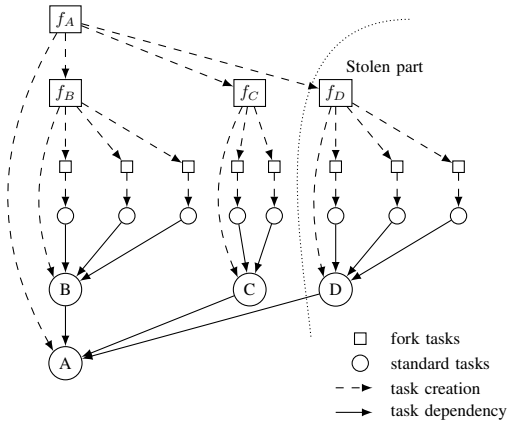 f_A
Stolen part
f_B
f_C
f_D
B
C
D
A
fork tasks
standard tasks
task creation
task dependency